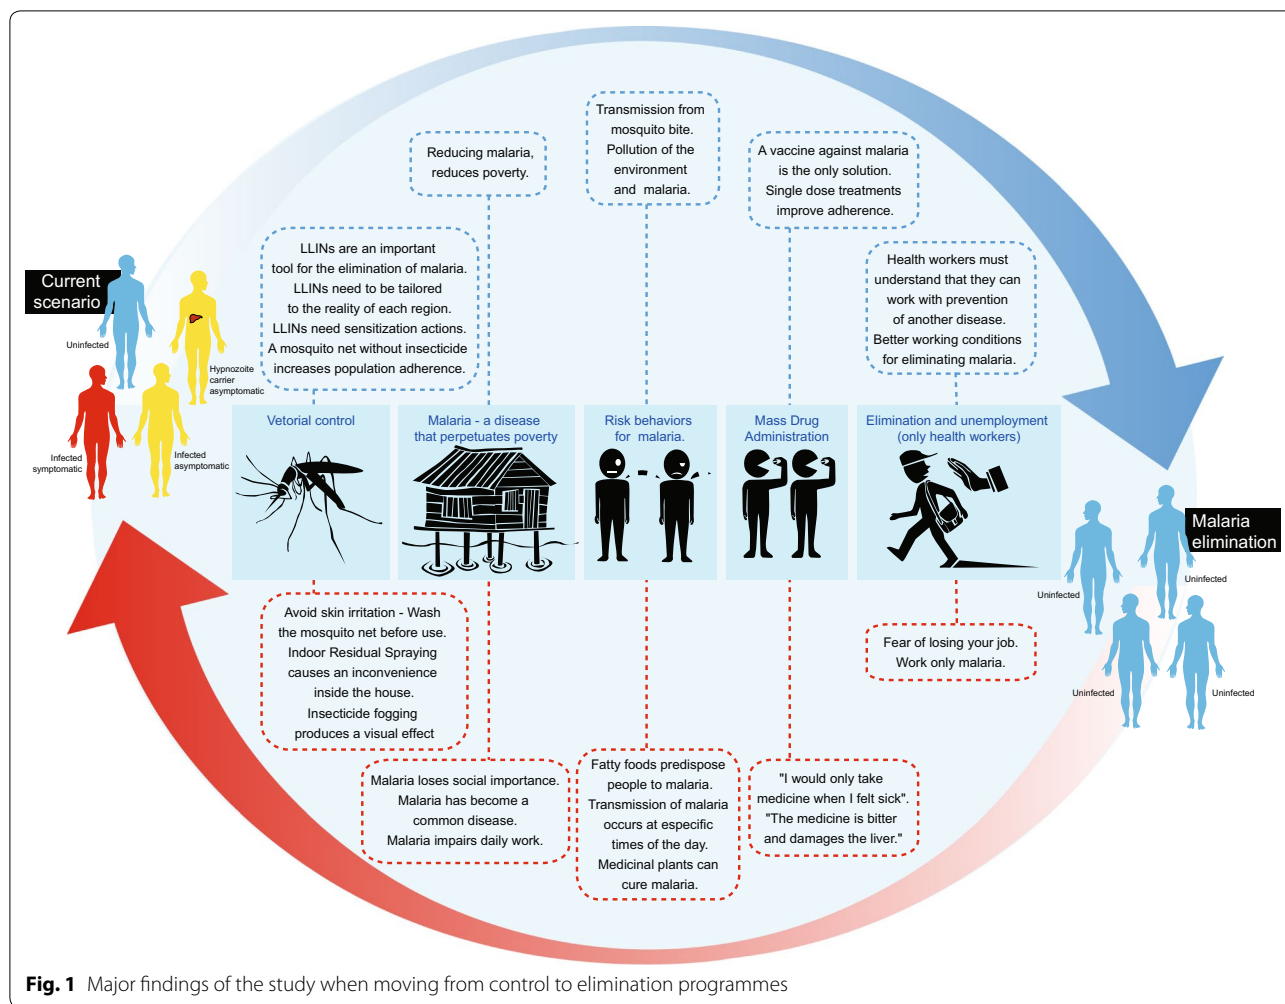 Transmission from
mosquito bite.
Pollution of the
environment
and malaria.
Reducing malaria,
reduces poverty.
A vaccine against malaria
is the only solution.
Single dose treatments
improve adherence.
LLINs are an important
tool for the elimination of malaria.
LLINs need to be tailored
to the reality of each region.
LLINs need sensitization actions.
A mosquito net without insecticide
increases population adherence.
Health workers must
understand that they can
work with prevention
of another disease.
Better working conditions
for eliminating malaria.
Current
scenario
Uninfected
Hypnozoite
carrier
asymptomatic
Infected
symptomatic
Infected
asymptomatic
Vetorial control
Malaria - a disease
that perpetuates poverty
Risk behaviors
for malaria.
Mass Drug
Administration
Elimination and unemployment
(only health workers)
Malaria
elimination
Uninfected
Uninfected
Uninfected
Uninfected
Avoid skin irritation - Wash
the mosquito net before use.
Indoor Residual Spraying
causes an inconvenience
inside the house.
Insecticide fogging
produces a visual effect
Fear of losing your job.
Work only malaria.
Malaria loses social importance.
Malaria has become a
common disease.
Malaria impairs daily work.
Fatty foods predispose
people to malaria.
Transmission of malaria
occurs at especific
times of the day.
Medicinal plants can
cure malaria.
"I would only take
medicine when I felt sick".
"The medicine is bitter
and damages the liver."
Fig. 1 Major findings of the study when moving from control to elimination programmes